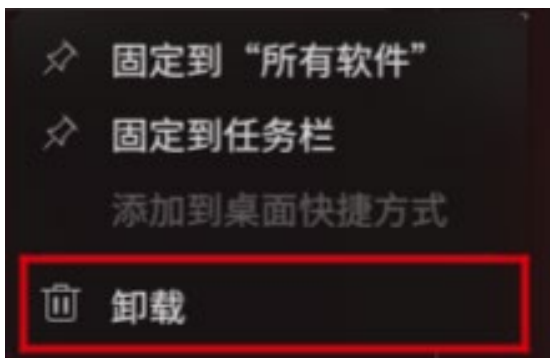 固定到“所有软件”
固定到任务栏
添加到桌面快捷方式
卸载